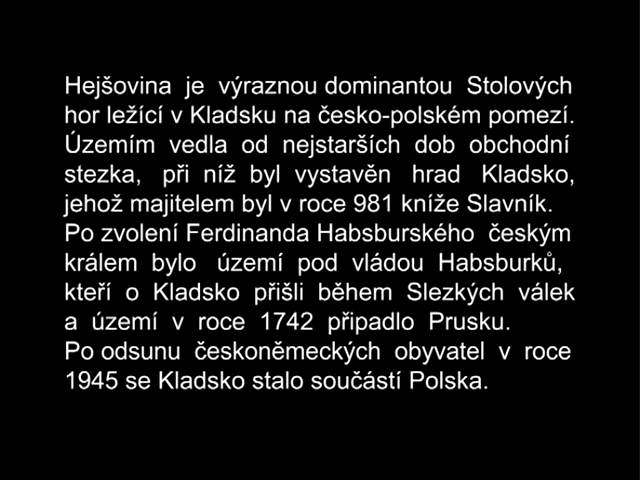 Hejšovina je výraznou dominantou Stolových
hor ležící v Kladsku na česko-polském pomezí.
Územím vedla od nejstarších dob obchodní
stezka, při níž byl vystavěn hrad Kladsko,
jehož majitelem byl v roce 981 kníže Slavník.
Po zvolení Ferdinanda Habsburského českým
králem bylo území pod vládou Habsburků,
kteří o Kladsko přišli během Slezkých válek
a území v roce 1742 připadlo Prusku.
Po odsunu českoněmeckých obyvatel v roce
1945 se Kladsko stalo součástí Polska.